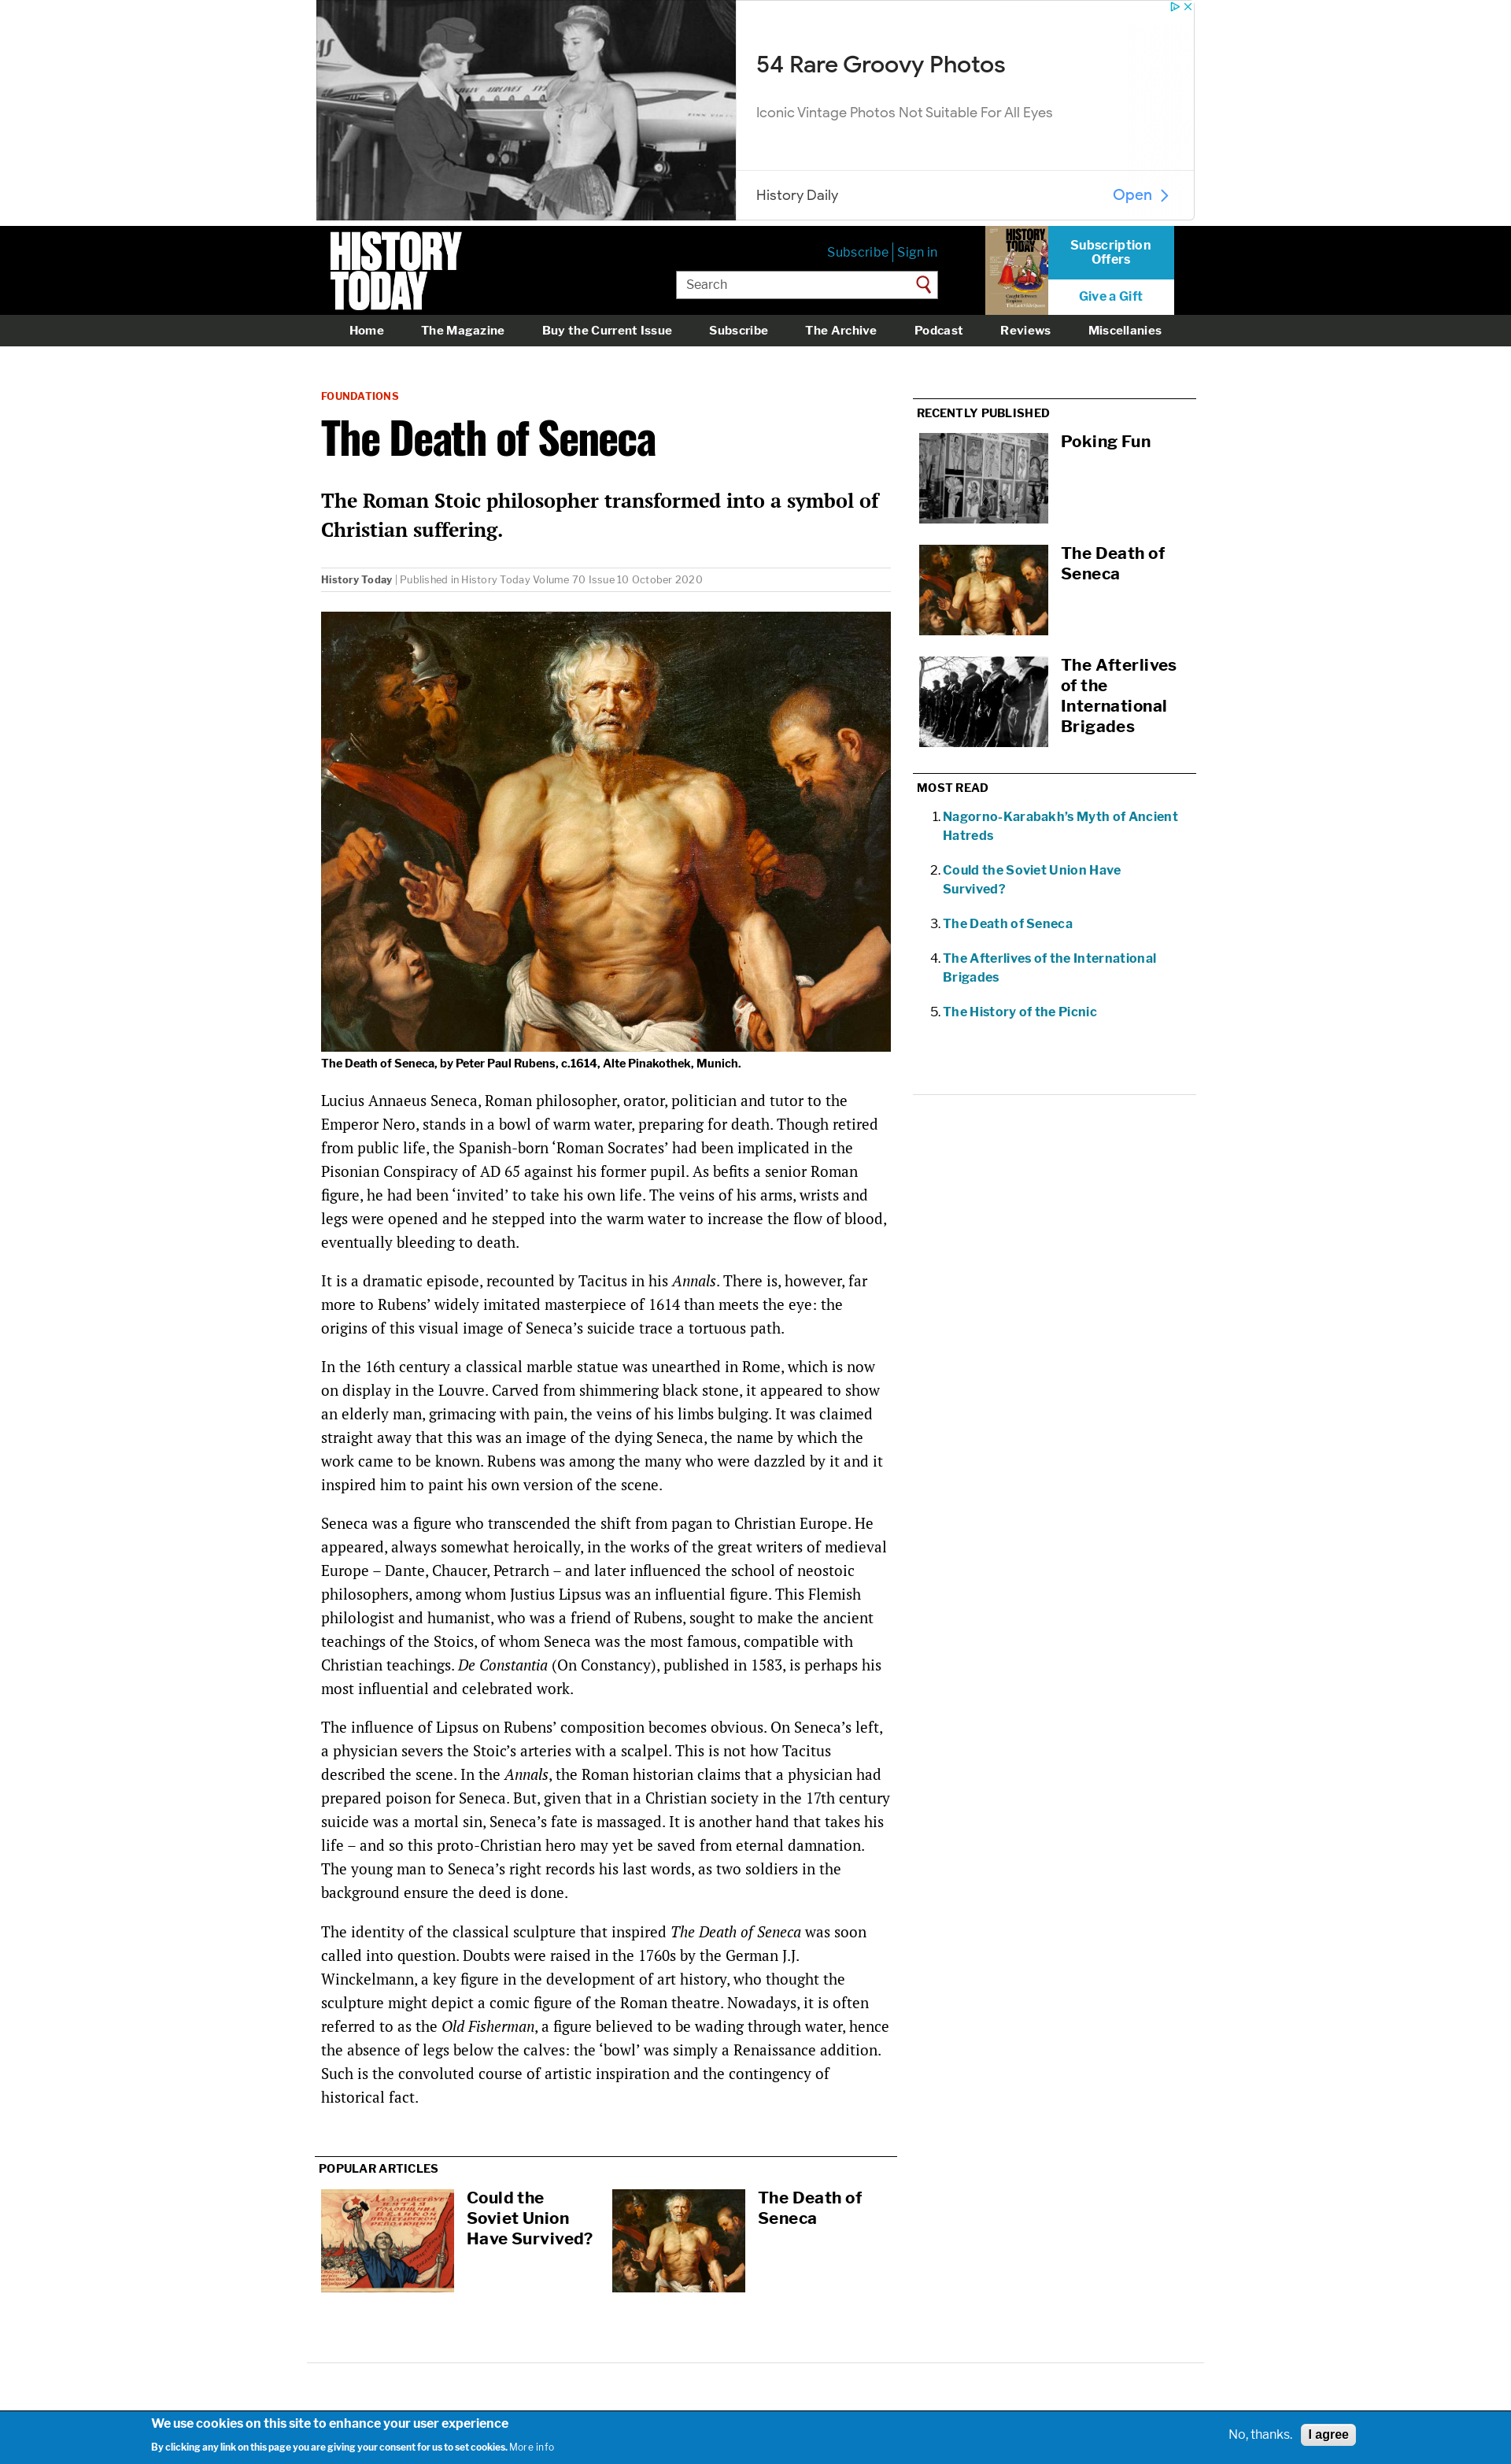 54 Rare Groovy Photos
Iconic Vintage Photos Not Suitable For All Eyes
History Daily
Open
HISTORY
TODAY
Subscribe
Sign in
Search
HISTORY
TODAY
Subscription
Offers
Give a Gift
Home
The Magazine
Buy the Current Issue
Subscribe
The Archive
Podcast
Reviews
Miscellanies
FOUNDATIONS
The Death of Seneca
The Roman Stoic philosopher transformed into a symbol of
Christian suffering.
History Today | Published in History Today Volume 70 Issue 10 October 2020
The Death of Seneca, by Peter Paul Rubens, c.1614, Alte Pinakothek, Munich.
Lucius Annaeus Seneca, Roman philosopher, orator, politician and tutor to the
Emperor Nero, stands in a bowl of warm water, preparing for death. Though retired
from public life, the Spanish-born ‘Roman Socrates’ had been implicated in the
Pisonian Conspiracy of AD 65 against his former pupil. As befits a senior Roman
figure, he had been ‘invited’ to take his own life. The veins of his arms, wrists and
legs were opened and he stepped into the warm water to increase the flow of blood,
eventually bleeding to death.
It is a dramatic episode, recounted by Tacitus in his Annals. There is, however, far
more to Rubens’ widely imitated masterpiece of 1614 than meets the eye: the
origins of this visual image of Seneca’s suicide trace a tortuous path.
In the 16th century a classical marble statue was unearthed in Rome, which is now
on display in the Louvre. Carved from shimmering black stone, it appeared to show
an elderly man, grimacing with pain, the veins of his limbs bulging. It was claimed
straight away that this was an image of the dying Seneca, the name by which the
work came to be known. Rubens was among the many who were dazzled by it and it
inspired him to paint his own version of the scene.
Seneca was a figure who transcended the shift from pagan to Christian Europe. He
appeared, always somewhat heroically, in the works of the great writers of medieval
Europe – Dante, Chaucer, Petrarch – and later influenced the school of neostoic
philosophers, among whom Justius Lipsus was an influential figure. This Flemish
philologist and humanist, who was a friend of Rubens, sought to make the ancient
teachings of the Stoics, of whom Seneca was the most famous, compatible with
Christian teachings. De Constantia (On Constancy), published in 1583, is perhaps his
most influential and celebrated work.
The influence of Lipsus on Rubens’ composition becomes obvious. On Seneca’s left,
a physician severs the Stoic’s arteries with a scalpel. This is not how Tacitus
described the scene. In the Annals, the Roman historian claims that a physician had
prepared poison for Seneca. But, given that in a Christian society in the 17th century
suicide was a mortal sin, Seneca’s fate is massaged. It is another hand that takes his
life – and so this proto-Christian hero may yet be saved from eternal damnation.
The young man to Seneca’s right records his last words, as two soldiers in the
background ensure the deed is done.
The identity of the classical sculpture that inspired The Death of Seneca was soon
called into question. Doubts were raised in the 1760s by the German J.J.
Winckelmann, a key figure in the development of art history, who thought the
sculpture might depict a comic figure of the Roman theatre. Nowadays, it is often
referred to as the Old Fisherman, a figure believed to be wading through water, hence
the absence of legs below the calves: the ‘bowl’ was simply a Renaissance addition.
Such is the convoluted course of artistic inspiration and the contingency of
historical fact.
RECENTLY PUBLISHED
Poking Fun
The Death of
Seneca
The Afterlives
of the
International
Brigades
MOST READ
1. Nagorno-Karabakh’s Myth of Ancient
Hatreds
2. Could the Soviet Union Have
Survived?
3. The Death of Seneca
4. The Afterlives of the International
Brigades
5. The History of the Picnic
POPULAR ARTICLES
Could the
Soviet Union
Have Survived?
The Death of
Seneca
We use cookies on this site to enhance your user experience
By clicking any link on this page you are giving your consent for us to set cookies. More info
No, thanks.
I agree